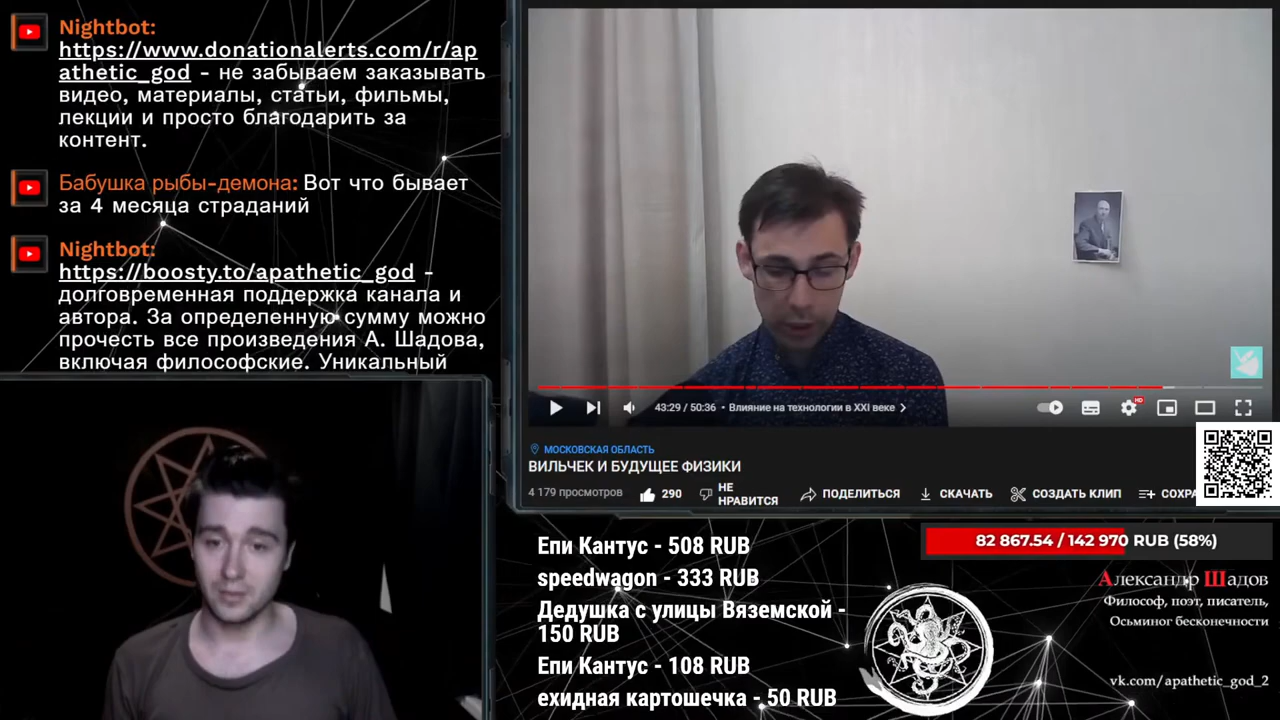 Nightbot:
https://www.donationalerts.com/r/ap
athetic_god - не забываем заказывать
видео, материалы, статьи, фильмы,
лекции и просто благодарить за
контент.
Бабушка рыбы-демона: Вот что бывает
за 4 месяца страданий
Nightbot:
https://boosty.to/apathetic_god -
долговременная поддержка канала и
автора. За определенную сумму можно
прочесть все произведения А. Шадова,
включая философские. Уникальный
43:29 / 50:36 • Влияние на технологии в XXI веке
HD
МОСКОВСКАЯ ОБЛАСТЬ
ВИЛЬЧЕК И БУДУЩЕЕ ФИЗИКИ
4 179 просмотров
290
НЕ
НРАВИТСЯ
ПОДЕЛИТЬСЯ
СКАЧАТЬ
СОЗДАТЬ КЛИП
СОХРА
Епи Кантус - 508 RUB
speedwagon - 333 RUB
Дедушка с улицы Вяземской -
150 RUB
Епи Кантус - 108 RUB
ехидная картошечка - 50 RUB
82 867.54 / 142 970 RUB (58%)
Александр Шадов
Философ, поэт, писатель,
Осьминог бесконечности
vk.com/apathetic_god_2